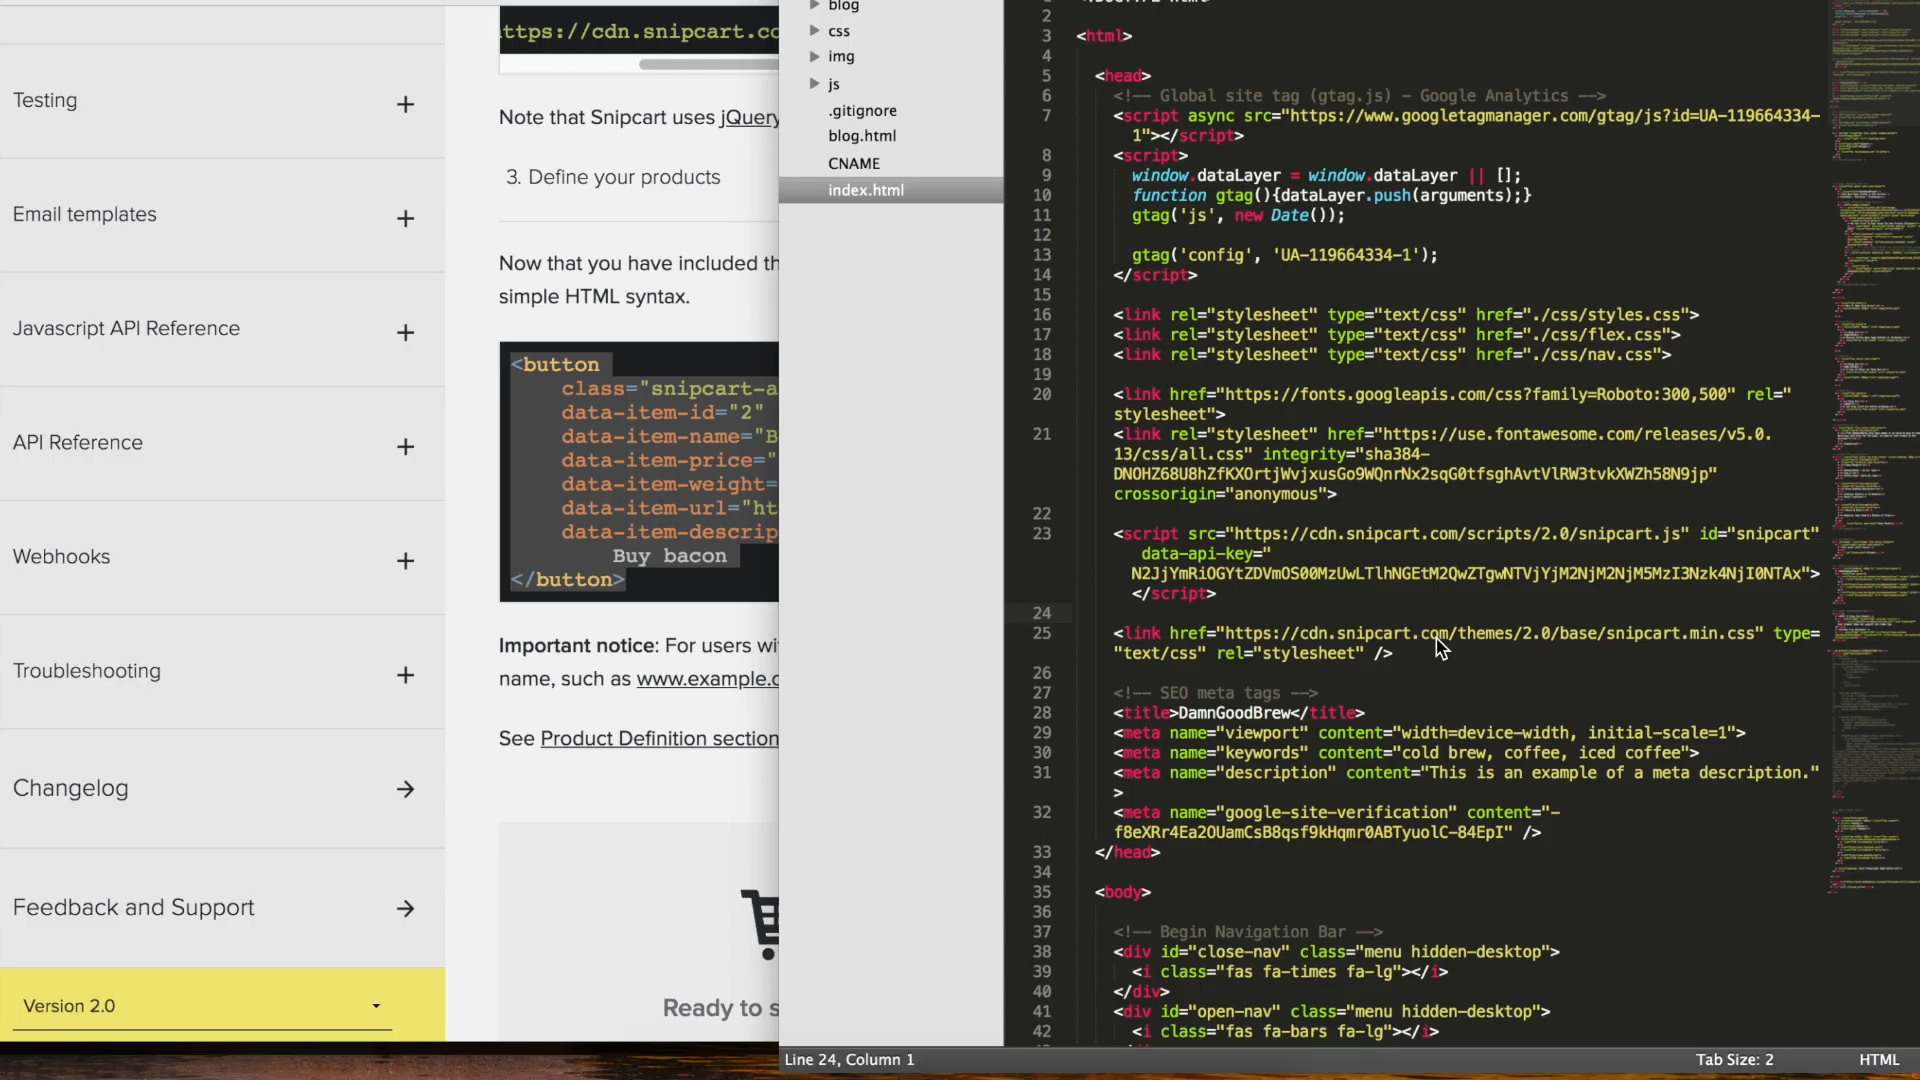 Testing
+
Email templates
+
Javascript API Reference
+
API Reference
+
Webhooks
+
Troubleshooting
+
Changelog
→
Feedback and Support
→
Version 2.0
ttps://cdn.snipcart.co
Note that Snipcart uses jQuery
3. Define your products
Now that you have included th
simple HTML syntax.
<button
class="snipcart-a
data-item-id="2"
data-item-name="B
data-item-price="
data-item-weight=
data-item-url="ht
data-item-descrip
Buy bacon
</button>
Important notice: For users wi
name, such as www.example.c
See Product Definition section
Ready to s
blog
css
img
js
.gitignore
blog.html
CNAME
index.html
2
3 <html>
4
5 <head>
6 <!-- Global site tag (gtag.js) - Google Analytics -->
7 <script async src="https://www.googletagmanager.com/gtag/js?id=UA-119664334-
1"></script>
8 <script>
9 window.dataLayer = window.dataLayer || [];
10 function gtag(){dataLayer.push(arguments);}
11 gtag('js', new Date());
12
13 gtag('config', 'UA-119664334-1');
14 </script>
15
16 <link rel="stylesheet" type="text/css" href="./css/styles.css">
17 <link rel="stylesheet" type="text/css" href="./css/flex.css">
18 <link rel="stylesheet" type="text/css" href="./css/nav.css">
19
20 <link href="https://fonts.googleapis.com/css?family=Roboto:300,500" rel="
stylesheet">
21 <link rel="stylesheet" href="https://use.fontawesome.com/releases/v5.0.
13/css/all.css" integrity="sha384-
DNOHZ68U8hZfKXOrtjWvjxusGo9WQnrNx2sqG0tfsghAvtVlRW3tvkXWZh58N9jp"
crossorigin="anonymous">
22
23 <script src="https://cdn.snipcart.com/scripts/2.0/snipcart.js" id="snipcart"
data-api-key="
N2JjYmRiOGYtZDVmOS00MzUwLTlhNGEtM2QwZTgwNTVjYjM2NjM2NjM5MzI3Nzk4NjI0NTAx">
</script>
24
25 <link href="https://cdn.snipcart.com/themes/2.0/base/snipcart.min.css" type=
"text/css" rel="stylesheet" />
26
27 <!-- SEO meta tags -->
28 <title>DamnGoodBrew</title>
29 <meta name="viewport" content="width=device-width, initial-scale=1">
30 <meta name="keywords" content="cold brew, coffee, iced coffee">
31 <meta name="description" content="This is an example of a meta description."
>
32 <meta name="google-site-verification" content="-
f8eXRr4Ea2OUamCsB8qsf9kHqmr0ABTyuolC-84EpI" />
33 </head>
34
35 <body>
36
37 <!-- Begin Navigation Bar -->
38 <div id="close-nav" class="menu hidden-desktop">
39 <i class="fas fa-times fa-lg"></i>
40 </div>
41 <div id="open-nav" class="menu hidden-desktop">
42 <i class="fas fa-bars fa-lg"></i>
Line 24, Column 1
Tab Size: 2
HTML